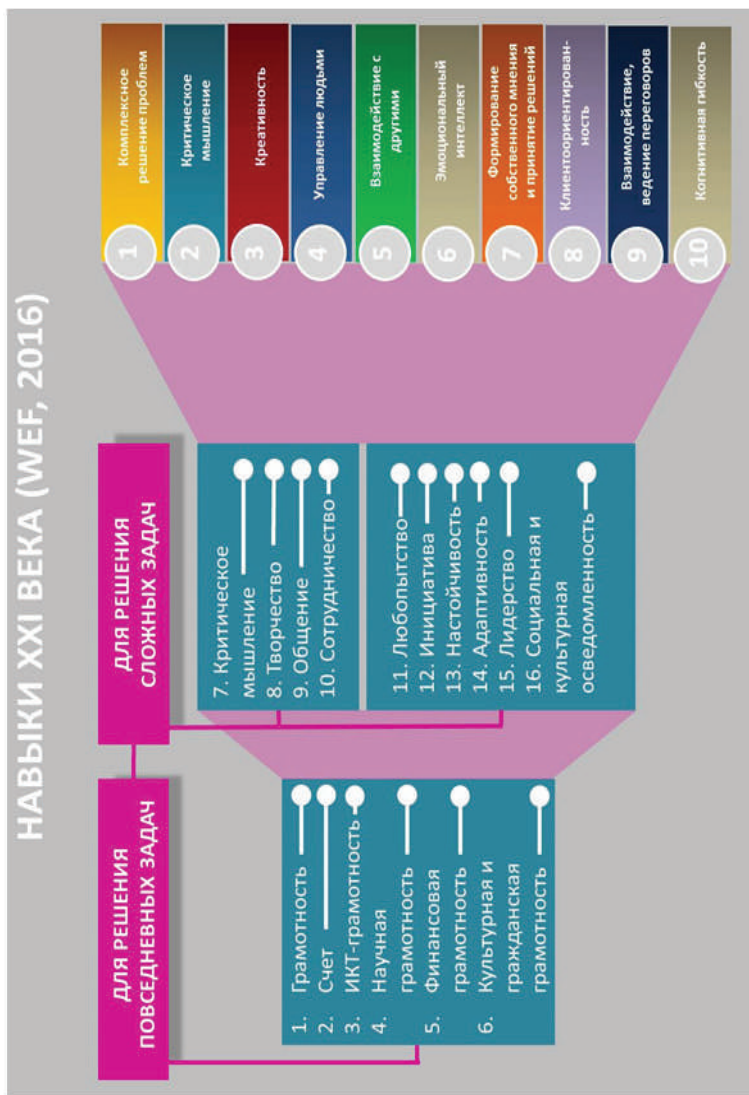 НАВЫКИ XXI ВЕКА (WEF, 2016)
ДЛЯ РЕШЕНИЯ
ПОВСЕДНЕВНЫХ ЗАДАЧ
1. Грамотность
2. Счет
3. ИКТ-грамотность
4. Научная
грамотность
5. Финансовая
грамотность
6. Культурная и
гражданская
грамотность
ДЛЯ РЕШЕНИЯ
СЛОЖНЫХ ЗАДАЧ
7. Критическое
мышление
8. Творчество
9. Общение
10. Сотрудничество
11. Любопытство
12. Инициатива
13. Настойчивость
14. Адаптивность
15. Лидерство
16. Социальная и
культурная
осведомленность
1
Комплексное
решение проблем
2
Критическое
мышление
3
Креативность
4
Управление людьми
5
Взаимодействие с
другими
6
Эмоциональный
интеллект
7
Формирование
собственного мнения
и принятие решений
8
Клиентоориентирован-
ность
9
Взаимодействие,
ведение переговоров
10
Когнитивная гибкость